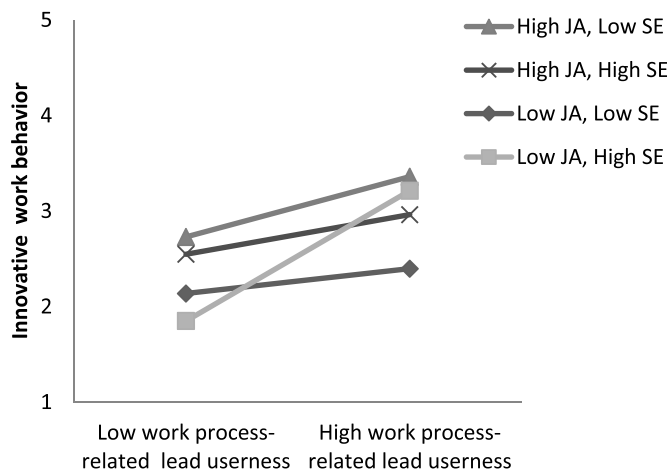 5
4
3
2
1
Innovative work behavior
High JA, Low SE
High JA, High SE
Low JA, Low SE
Low JA, High SE
Low work process- High work process-
related lead userness related lead userness